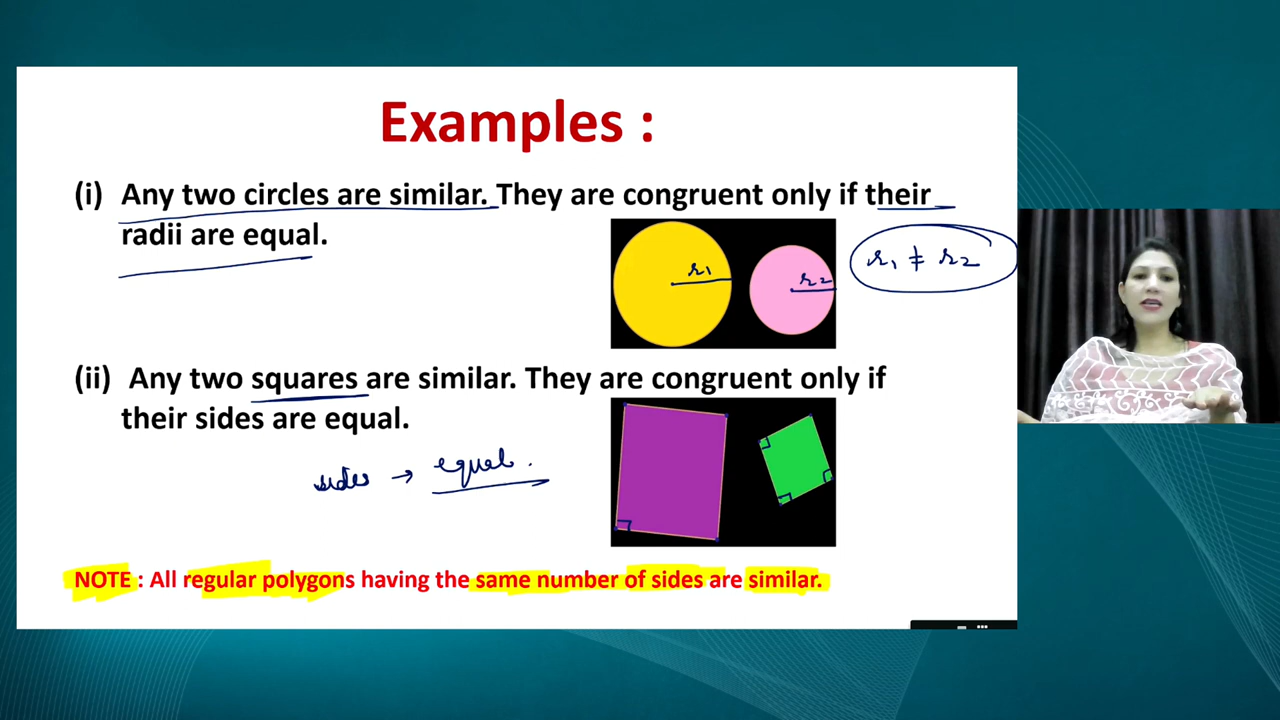 Examples :
(i) Any two circles are similar. They are congruent only if their
radii are equal.
r₁ r₂ r₁ ≠ r₂
(ii) Any two squares are similar. They are congruent only if
their sides are equal.
sides → equal.
NOTE : All regular polygons having the same number of sides are similar.